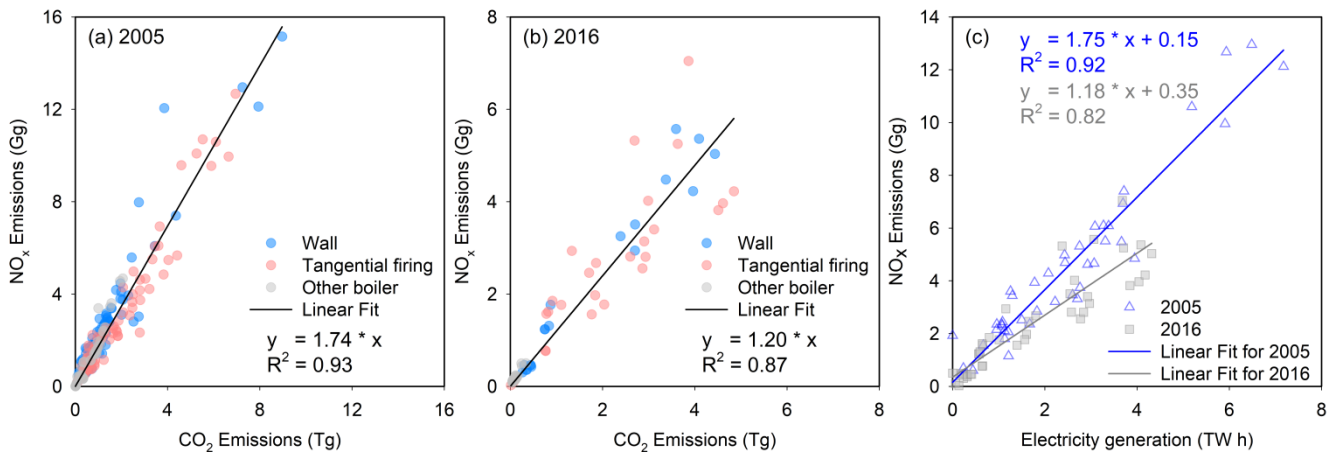 (a) 2005
16
12
8
4
0
0
4
8
12
16
NOx Emissions (Gg)
CO2 Emissions (Tg)
Wall
Tangential firing
Other boiler
Linear Fit
y = 1.74 * x
R2 = 0.93
(b) 2016
8
6
4
2
0
0
2
4
6
8
NOx Emissions (Gg)
CO2 Emissions (Tg)
Wall
Tangential firing
Other boiler
Linear Fit
y = 1.20 * x
R2 = 0.87
(c)
y = 1.75 * x + 0.15
R2 = 0.92
y = 1.18 * x + 0.35
R2 = 0.82
14
12
10
8
6
4
2
0
0
2
4
6
8
NOx Emissions (Gg)
Electricity generation (TW h)
2005
2016
Linear Fit for 2005
Linear Fit for 2016